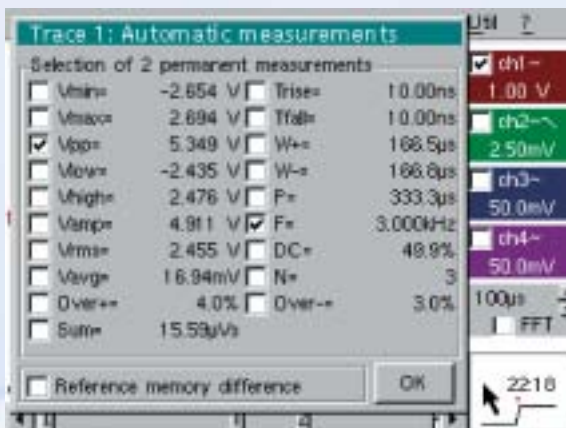 Trace 1: Automatic measurements
Selection of 2 permanent measurements
Vmin= -2.654 V Trise= 10.00ns
Vmax= 2.694 V Tfall= 10.00ns
Vpp= 5.349 V W+= 166.5µs
Vlow= -2.435 V W-= 166.8µs
Vhigh= 2.476 V P= 333.3µs
Vamp= 4.911 V F= 3.000kHz
Vrms= 2.455 V DC= 49.9%
Vavg= 16.94mV N= 3
Over+= 4.0% Over-= 3.0%
Sum= 15.59µVs
Reference memory difference
OK
Util ?
ch1~
1.00 V
ch2~
2.50mV
ch3~
50.0mV
ch4~
50.0mV
100µs
FFT
22:18